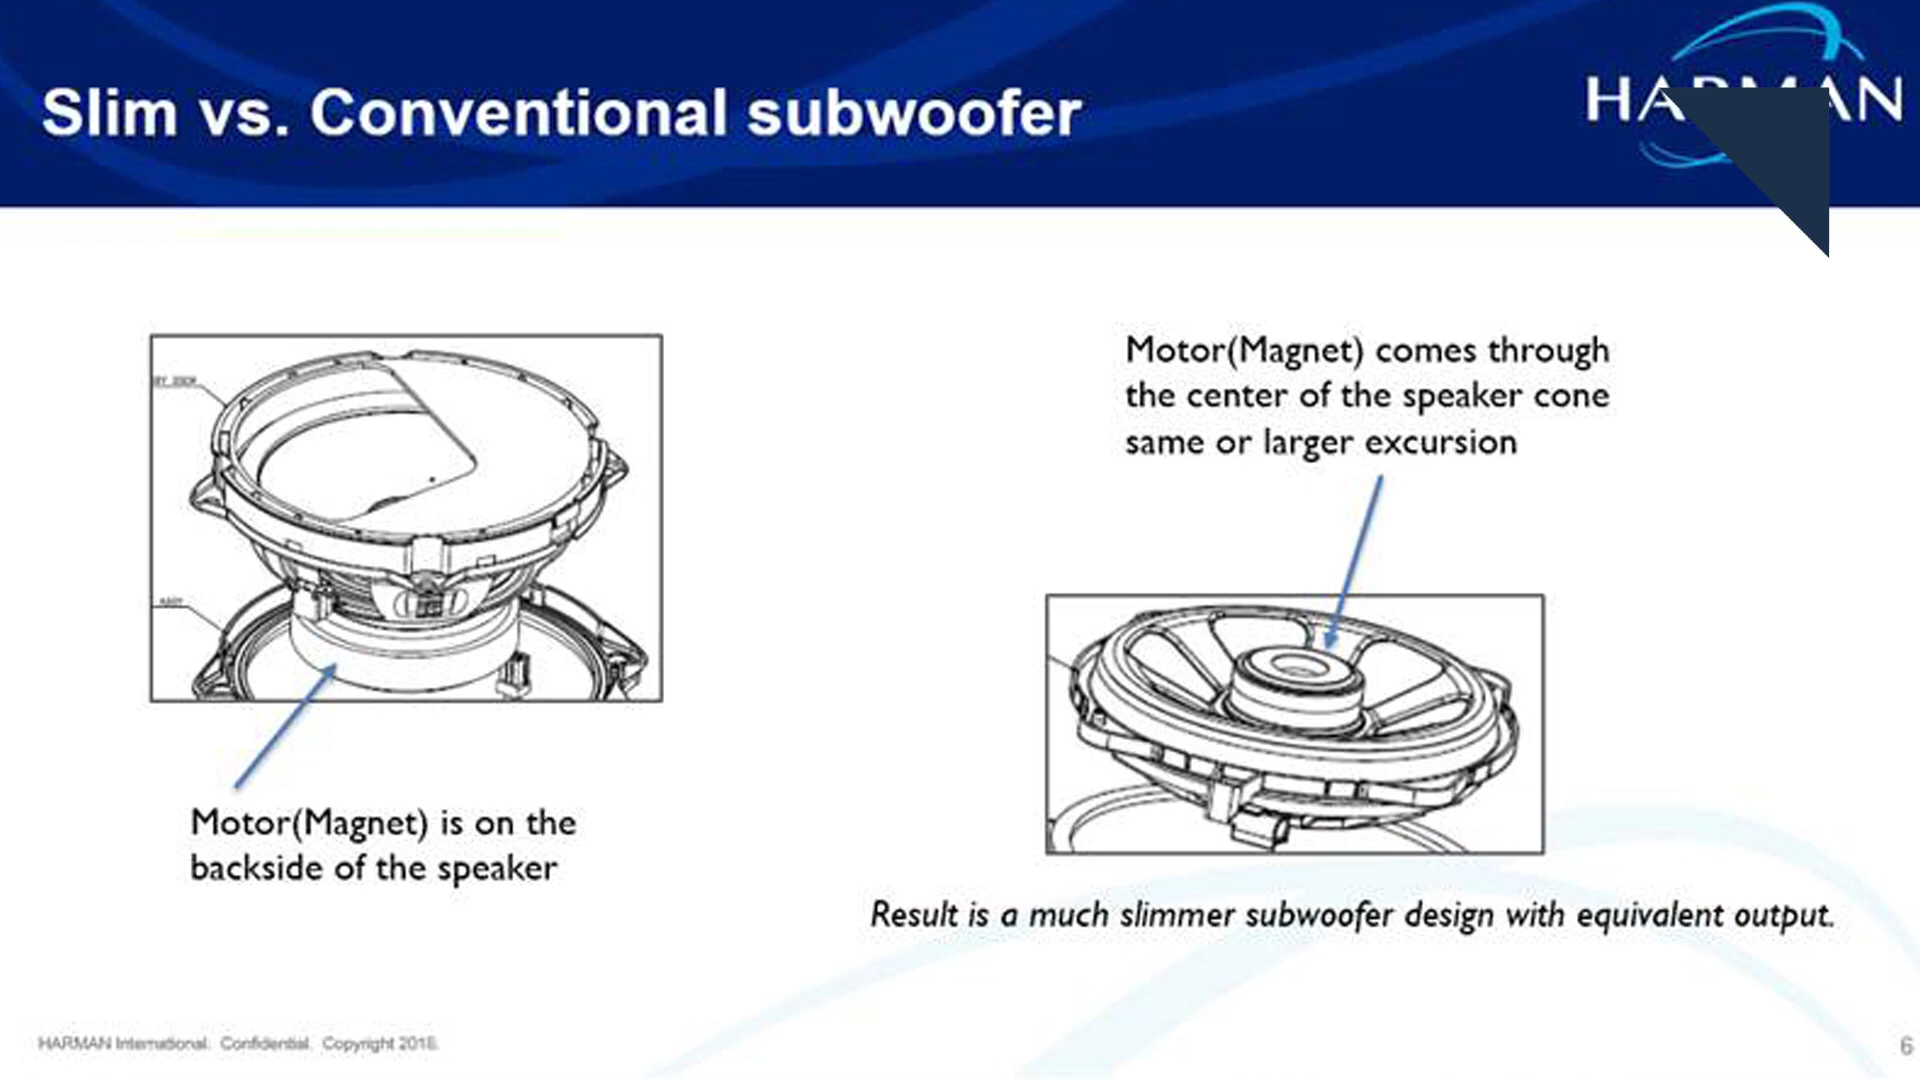 Slim vs. Conventional subwoofer
Motor(Magnet) comes through
the center of the speaker cone
same or larger excursion
Motor(Magnet) is on the
backside of the speaker
Result is a much slimmer subwoofer design with equivalent output.
HARMAN International. Confidential. Copyright 2018.
6